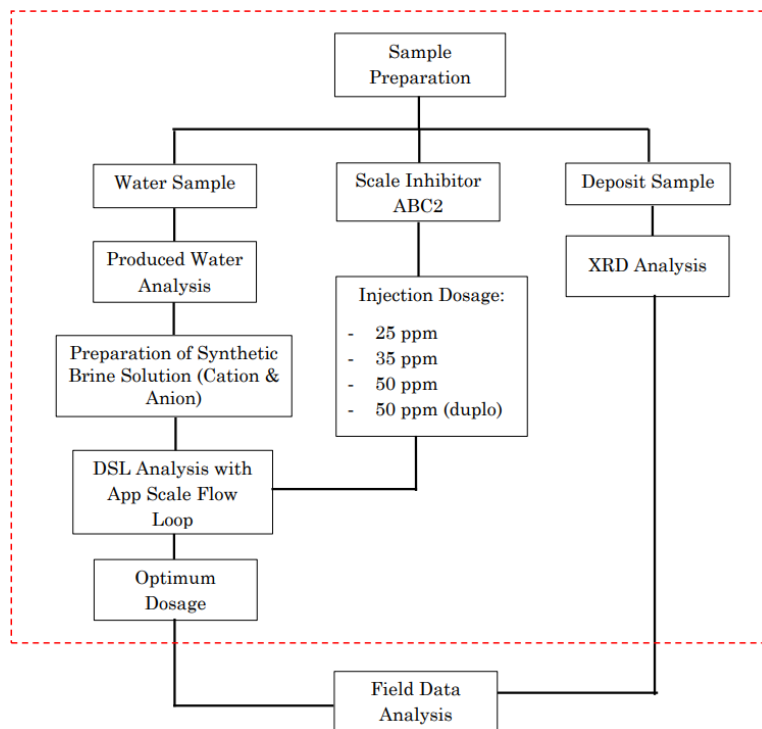 Sample
Preparation
Water Sample
Scale Inhibitor
ABC2
Deposit Sample
Produced Water
Analysis
XRD Analysis
Injection Dosage:
- 25 ppm
- 35 ppm
- 50 ppm
- 50 ppm (duplo)
Preparation of Synthetic
Brine Solution (Cation &
Anion)
DSL Analysis with
App Scale Flow
Loop
Optimum
Dosage
Field Data
Analysis